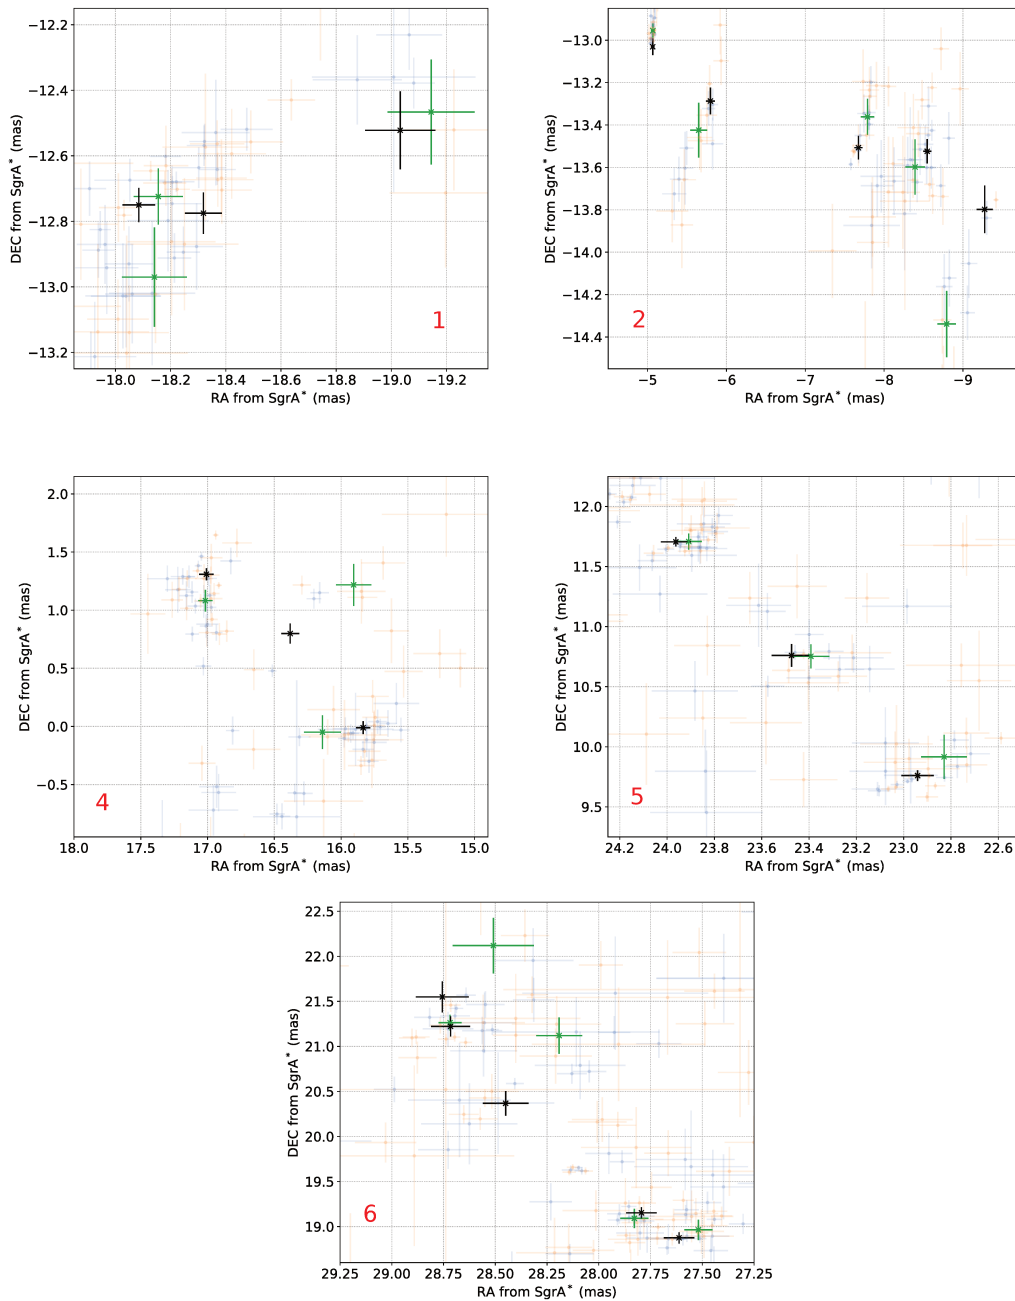 −12.2
−12.4
−12.6
−12.8
−13.0
−13.2
DEC from SgrA* (mas)
1
−18.0 −18.2 −18.4 −18.6 −18.8 −19.0 −19.2
RA from SgrA* (mas)
−13.0
−13.2
−13.4
−13.6
−13.8
−14.0
−14.2
−14.4
DEC from SgrA* (mas)
2
−5 −6 −7 −8 −9
RA from SgrA* (mas)
2.0
1.5
1.0
0.5
0.0
−0.5
DEC from SgrA* (mas)
4
18.0 17.5 17.0 16.5 16.0 15.5 15.0
RA from SgrA* (mas)
12.0
11.5
11.0
10.5
10.0
9.5
DEC from SgrA* (mas)
5
24.2 24.0 23.8 23.6 23.4 23.2 23.0 22.8 22.6
RA from SgrA* (mas)
22.5
22.0
21.5
21.0
20.5
20.0
19.5
19.0
DEC from SgrA* (mas)
6
29.25 29.00 28.75 28.50 28.25 28.00 27.75 27.50 27.25
RA from SgrA* (mas)